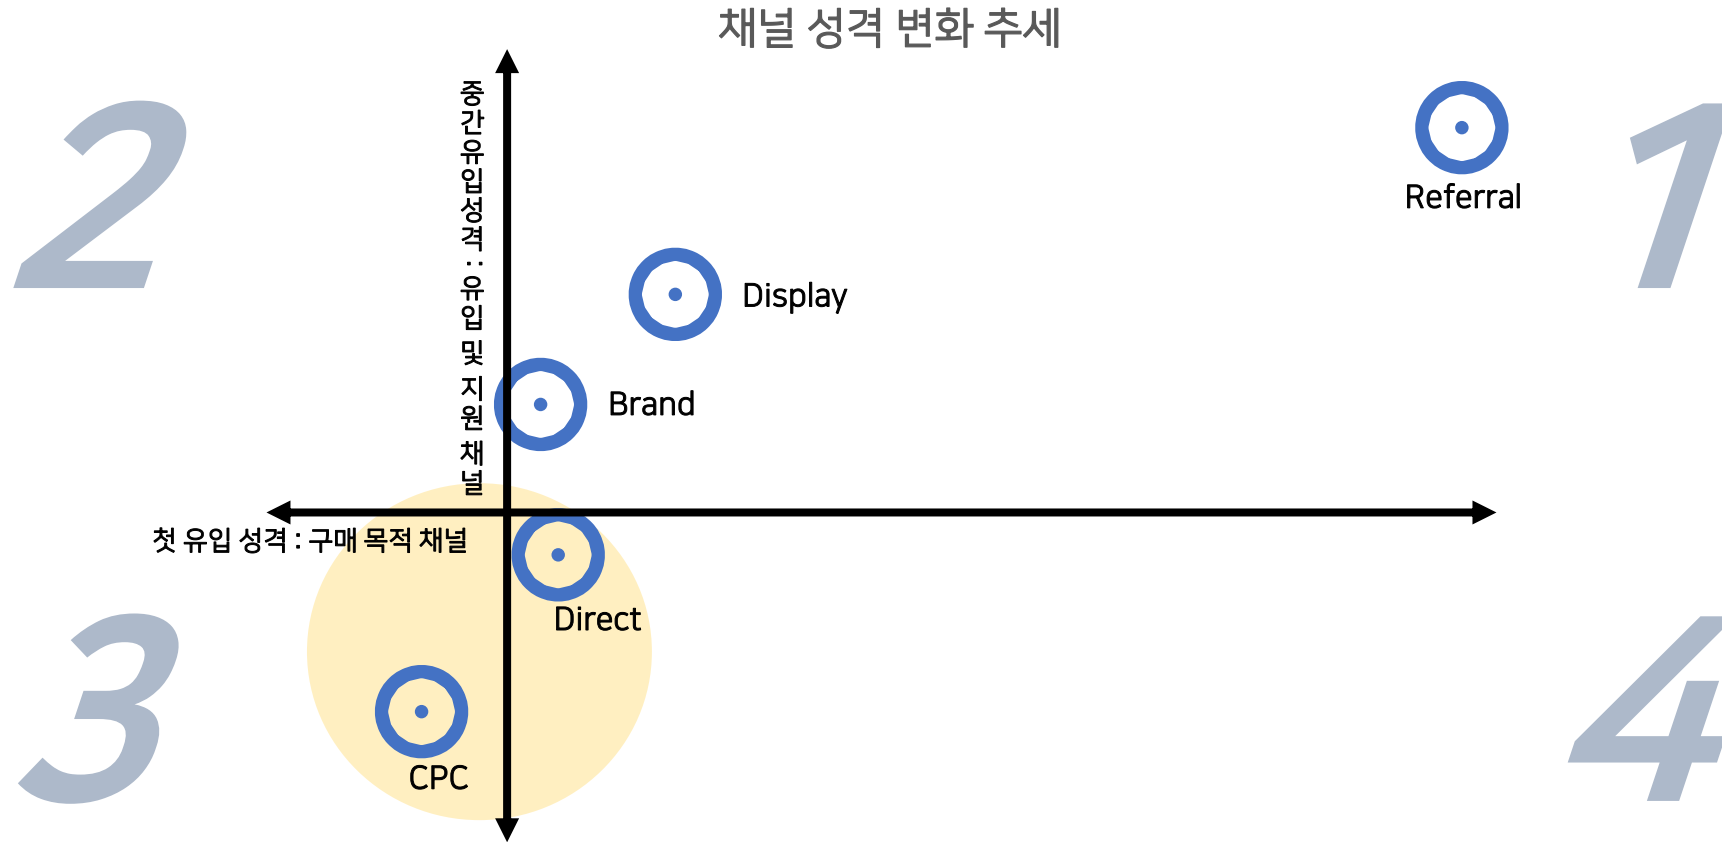 채널 성격 변화 추세
2
1
중간유입성격 : 유입 및 지원 채널
Referral
Display
Brand
첫 유입 성격 : 구매 목적 채널
Direct
3
4
CPC